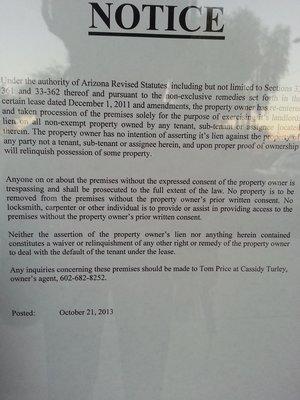 NOTICE
Under the authority of Arizona Revised Statutes, including but not limited to Sections
361 and 33-362 thereof and pursuant to the non-exclusive remedies set forth in
certain lease dated December 1, 2011 and amendments, the property owner has
and taken procession of the premises solely for the purpose of it's
lien on all non-exempt property owned by any tenant, sub-tenant or assignee located
therein. The property owner has no intention of asserting it's lien against the property of
any party not a tenant, sub-tenant or assignee herein, and upon proper proof of ownership
will relinquish possession of some property.
Anyone on or about the premises without the expressed consent of the property owner is
trespassing and shall be prosecuted to the full extent of the law. No property is to be
removed from the premises without the property owner's prior written consent. No
locksmith, carpenter or other individual is to provide or assist in providing access to the
premises without the property owner's prior written consent.
Neither the assertion of the property owner's lien nor anything herein contained
constitutes a waiver or relinquishment of any other right or remedy of the property owner
to deal with the default of the tenant under the lease.
Any inquiries concerning these premises should be made to Tom Price at Cassidy Turley,
owner's agent, 602-682-8252.
Posted: October 21, 2013